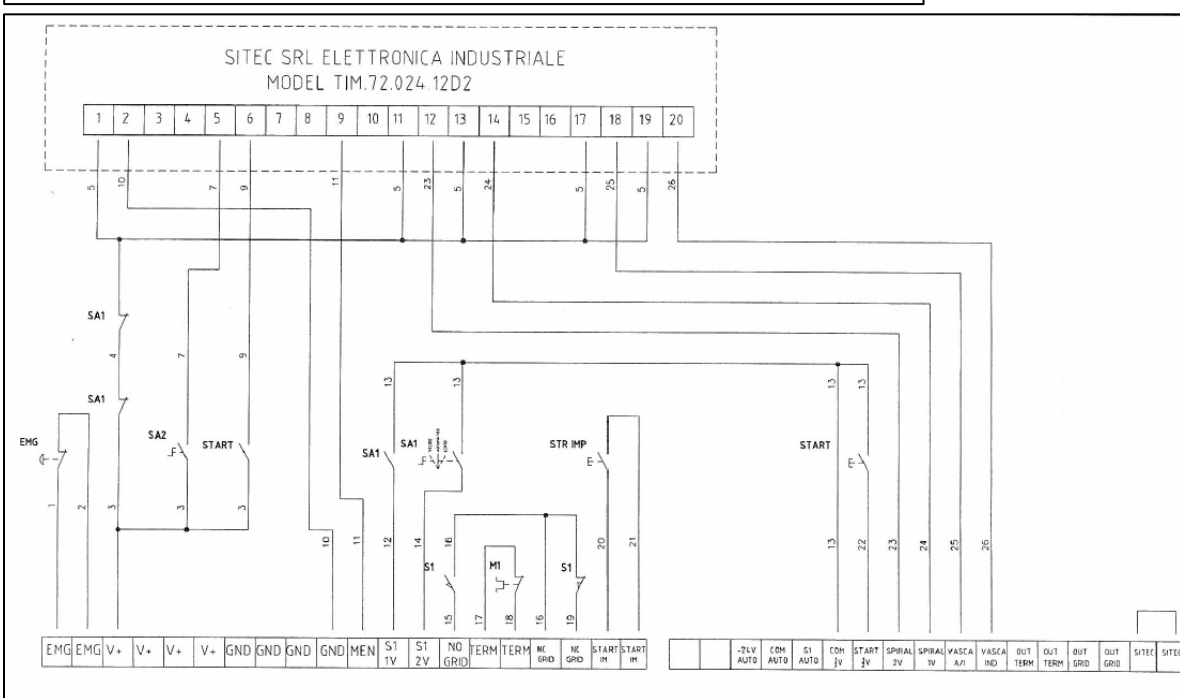 SITEC SRL ELETTRONICA INDUSTRIALE
MODEL TIM.72.024.12D2
1 2 3 4 5 6 7 8 9 10 11 12 13 14 15 16 17 18 19 20
5 10 7 9 11 5 23 5 24 5 25 5 26
SA1
4 7 9 13 13 13 13
SA1
EMG SA2 START SA1 SA1 STR IMP START
AUTOMATICO
1 2 3 3 3 10 11 12 14 16 20 21 13 22 23 24 25 26
S1 M1 S1
15 17 18 16 19
EMG EMG V+ V+ V+ V+ GND GND GND GND MEN S1 1V S1 2V NO GRID TERM TERM NC GRID NC GRID START IM START IM
-24V AUTO COM AUTO S1 AUTO COM ½V START ½V SPIRAL 2V SPIRAL 1V VASCA A/I VASCA IND OUT TERM OUT TERM OUT GRID OUT GRID SITEC SITEC